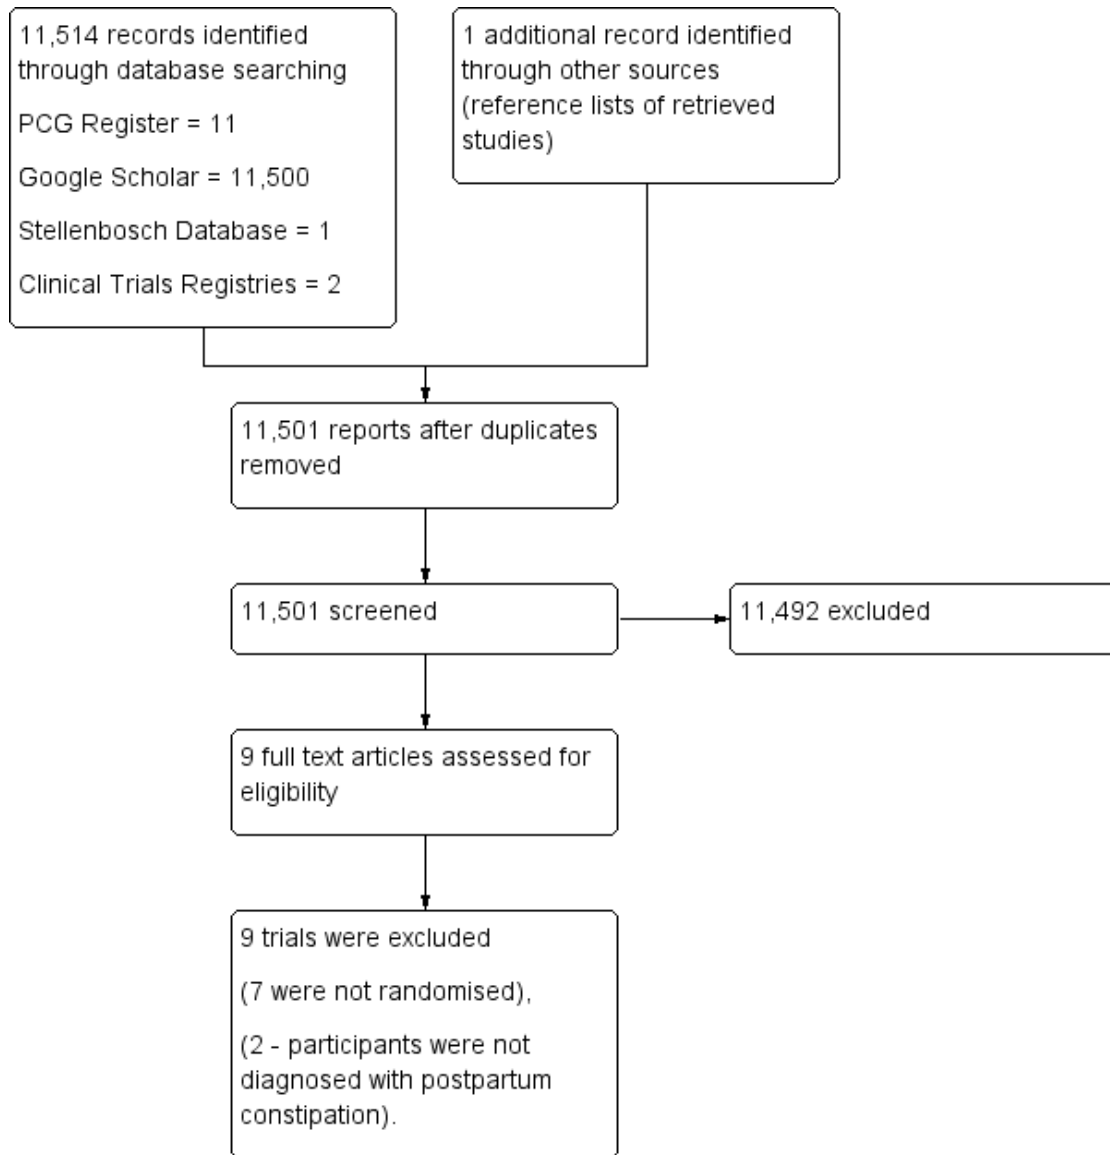 11,514 records identified
through database searching
PCG Register = 11
Google Scholar = 11,500
Stellenbosch Database = 1
Clinical Trials Registries = 2
1 additional record identified
through other sources
(reference lists of retrieved
studies)
11,501 reports after duplicates
removed
11,501 screened
11,492 excluded
9 full text articles assessed for
eligibility
9 trials were excluded
(7 were not randomised),
(2 - participants were not
diagnosed with postpartum
constipation).